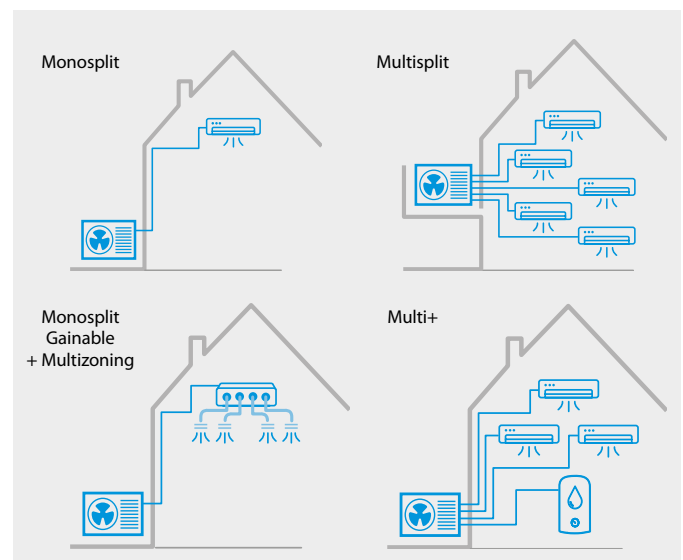 Monosplit
Multisplit
Monosplit
Gainable
+ Multizoning
Multi+